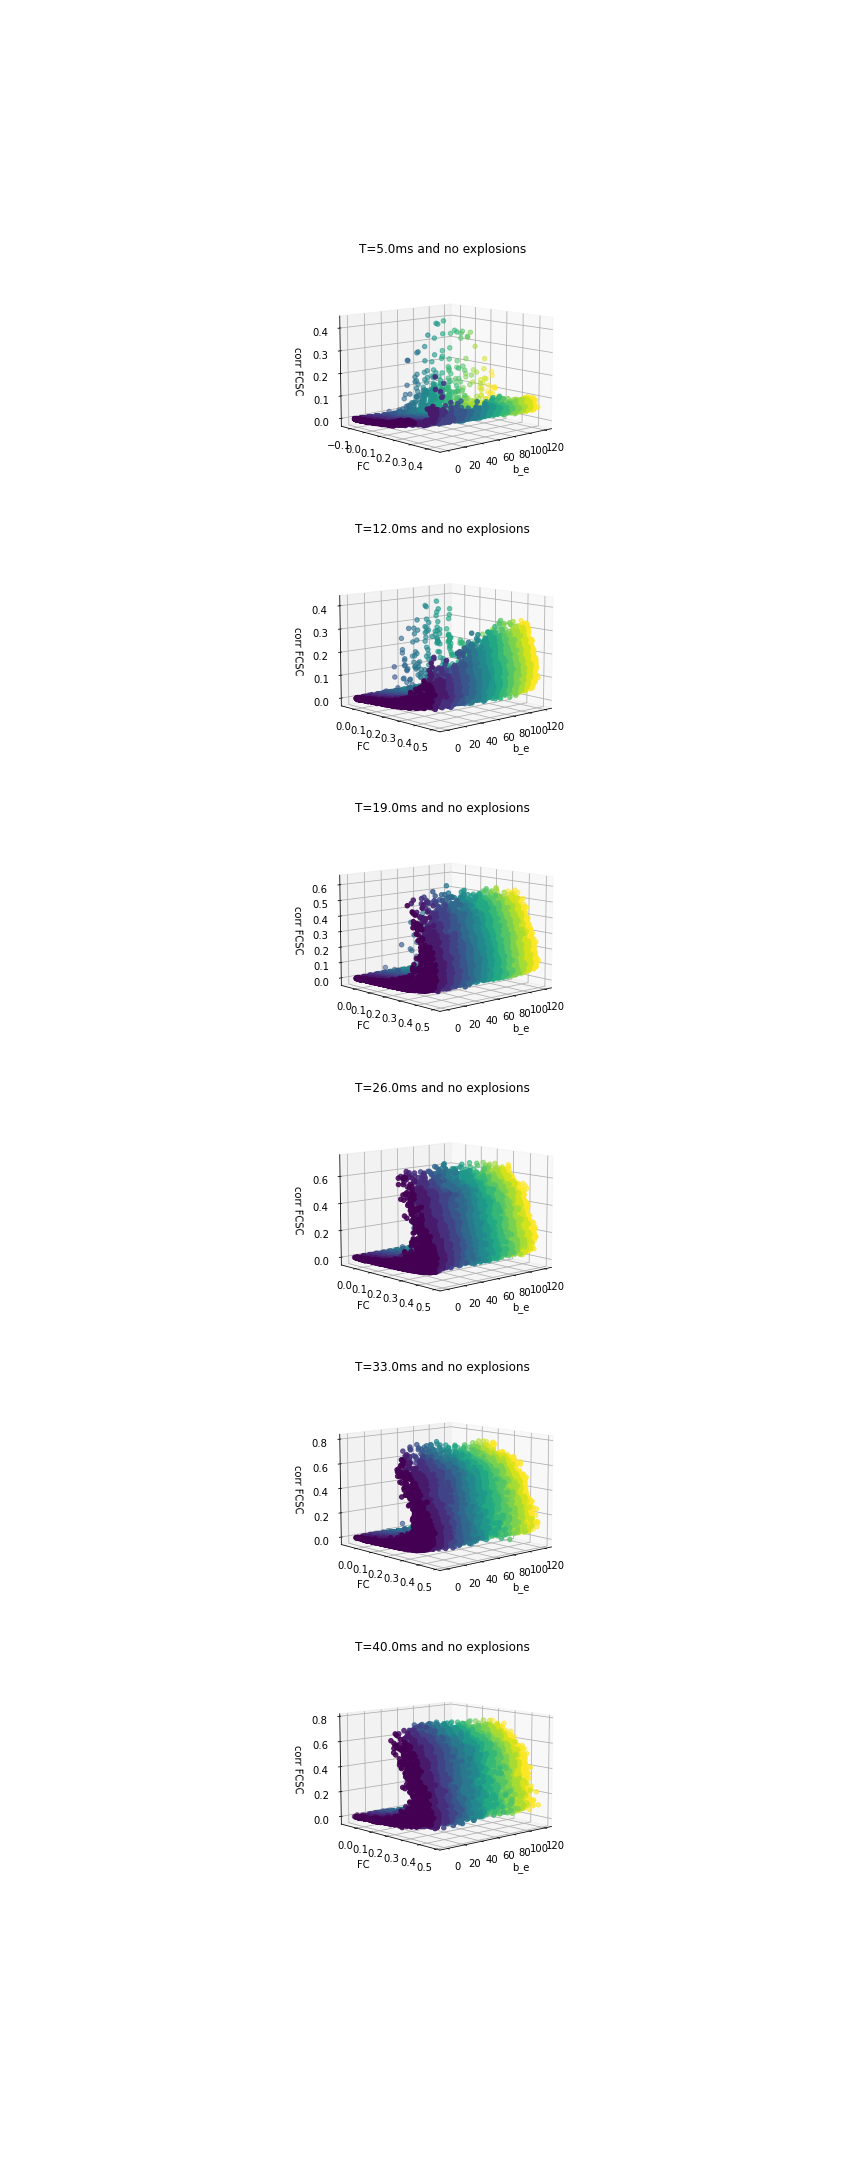 T=5.0ms and no explosions
0.4
0.3
0.2
0.1
0.0
corr FCSC
−0.1 0.0 0.1 0.2 0.3 0.4
FC
0 20 40 60 80 100 120
b_e
T=12.0ms and no explosions
0.4
0.3
0.2
0.1
0.0
corr FCSC
0.0 0.1 0.2 0.3 0.4 0.5
FC
0 20 40 60 80 100 120
b_e
T=19.0ms and no explosions
0.6
0.5
0.4
0.3
0.2
0.1
0.0
corr FCSC
0.0 0.1 0.2 0.3 0.4 0.5
FC
0 20 40 60 80 100 120
b_e
T=26.0ms and no explosions
0.6
0.4
0.2
0.0
corr FCSC
0.0 0.1 0.2 0.3 0.4 0.5
FC
0 20 40 60 80 100 120
b_e
T=33.0ms and no explosions
0.8
0.6
0.4
0.2
0.0
corr FCSC
0.0 0.1 0.2 0.3 0.4 0.5
FC
0 20 40 60 80 100 120
b_e
T=40.0ms and no explosions
0.8
0.6
0.4
0.2
0.0
corr FCSC
0.0 0.1 0.2 0.3 0.4 0.5
FC
0 20 40 60 80 100 120
b_e